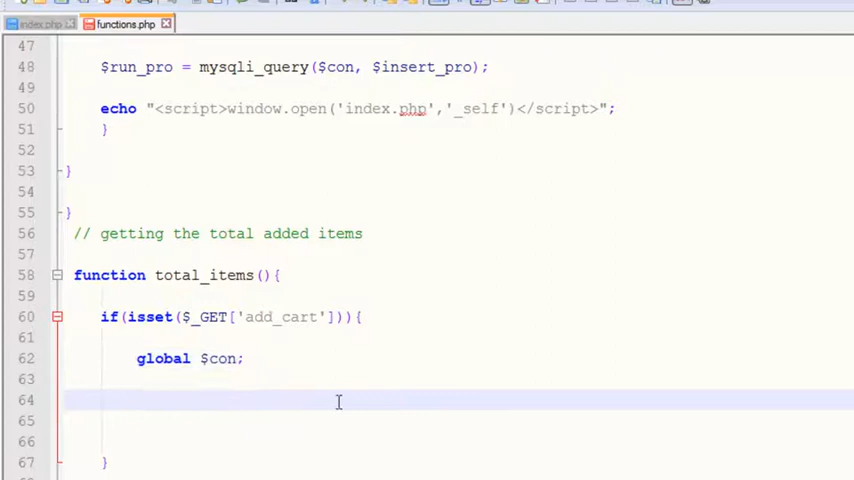 index.php functions.php
47
48 $run_pro = mysqli_query($con, $insert_pro);
49
50 echo "<script>window.open('index.php','_self')</script>";
51 }
52
53 }
54
55 }
56 // getting the total added items
57
58 function total_items(){
59
60 if(isset($_GET['add_cart'])){
61
62 global $con;
63
64
65
66
67 }